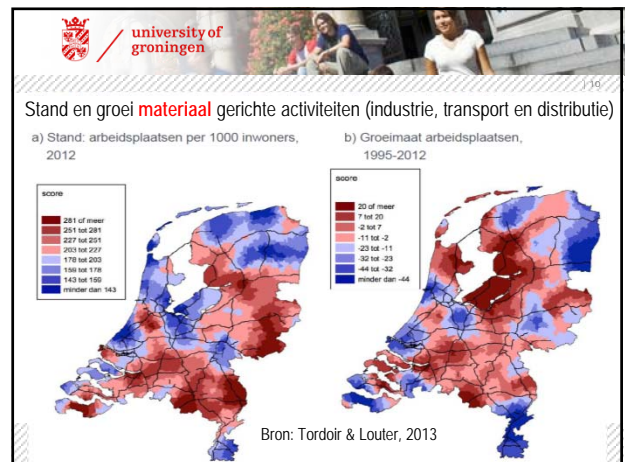 university of
groningen
| 10
Stand en groei materiaal gerichte activiteiten (industrie, transport en distributie)
a) Stand: arbeidsplaatsen per 1000 inwoners,
2012
b) Groeimaat arbeidsplaatsen,
1995-2012
score
281 of meer
251 tot 281
227 tot 251
203 tot 227
178 tot 203
159 tot 178
143 tot 159
minder dan 143
score
20 of meer
7 tot 20
-2 tot 7
-11 tot -2
-23 tot -11
-32 tot -23
-44 tot -32
minder dan -44
Bron: Tordoir & Louter, 2013